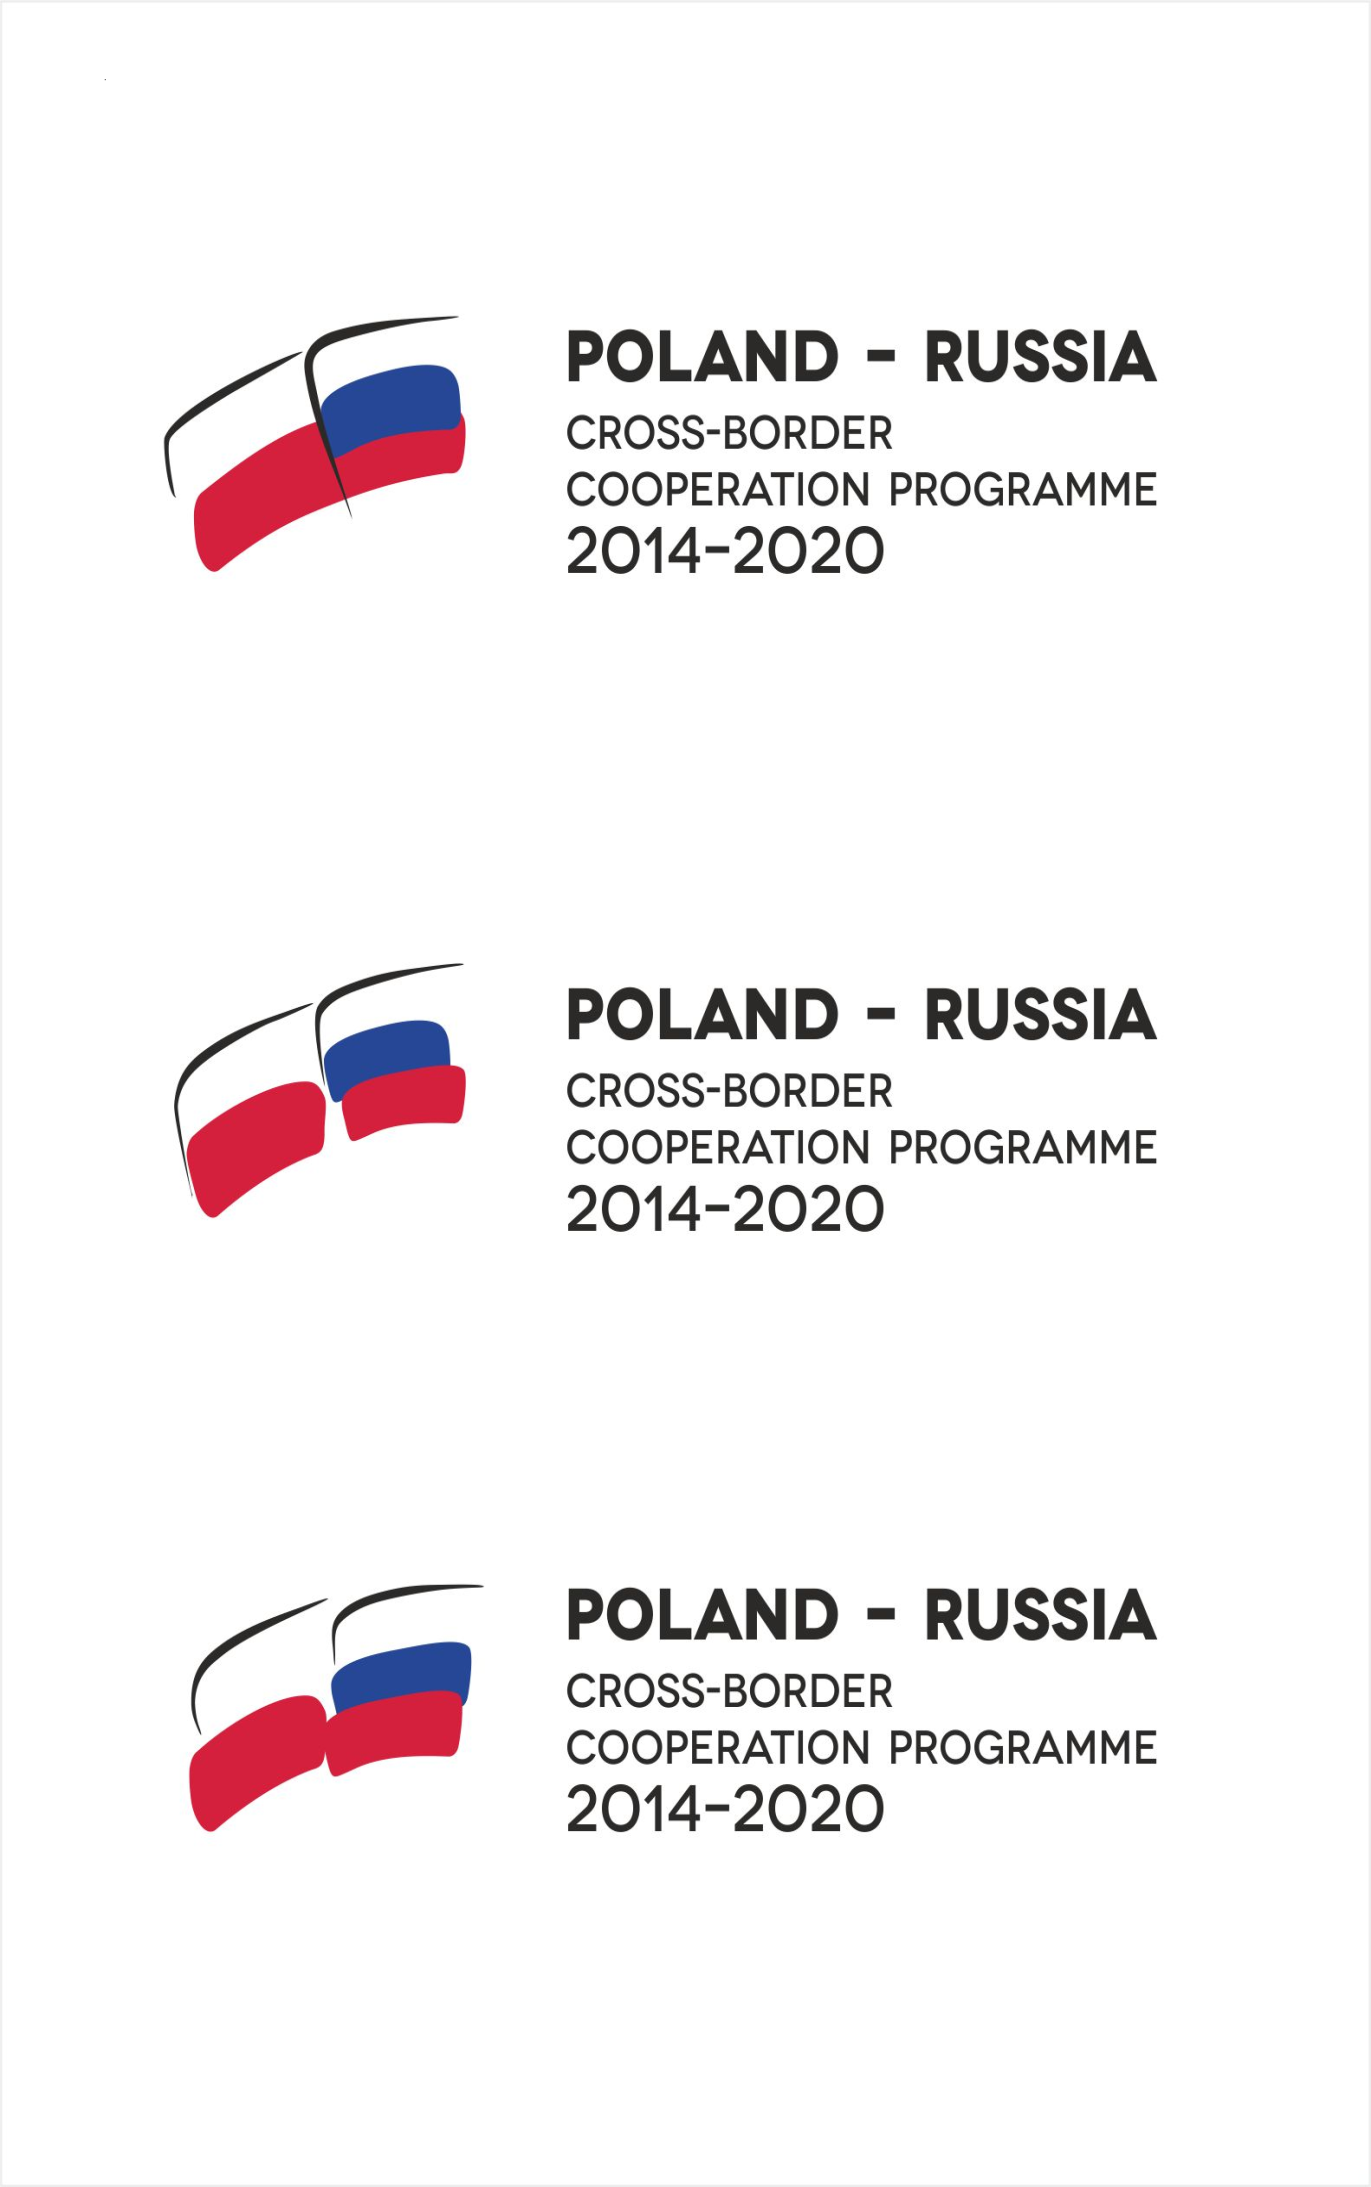 POLAND - RUSSIA
CROSS-BORDER
COOPERATION PROGRAMME
2014-2020
POLAND - RUSSIA
CROSS-BORDER
COOPERATION PROGRAMME
2014-2020
POLAND - RUSSIA
CROSS-BORDER
COOPERATION PROGRAMME
2014-2020